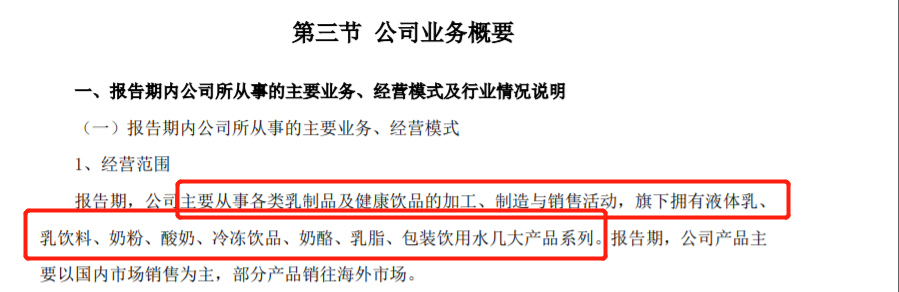 第三节 公司业务概要
一、报告期内公司所从事的主要业务、经营模式及行业情况说明
（一）报告期内公司所从事的主要业务、经营模式
1、经营范围
报告期，公司主要从事各类乳制品及健康饮品的加工、制造与销售活动，旗下拥有液体乳、
乳饮料、奶粉、酸奶、冷冻饮品、奶酪、乳脂、包装饮用水几大产品系列。报告期，公司产品主
要以国内市场销售为主，部分产品销往海外市场。